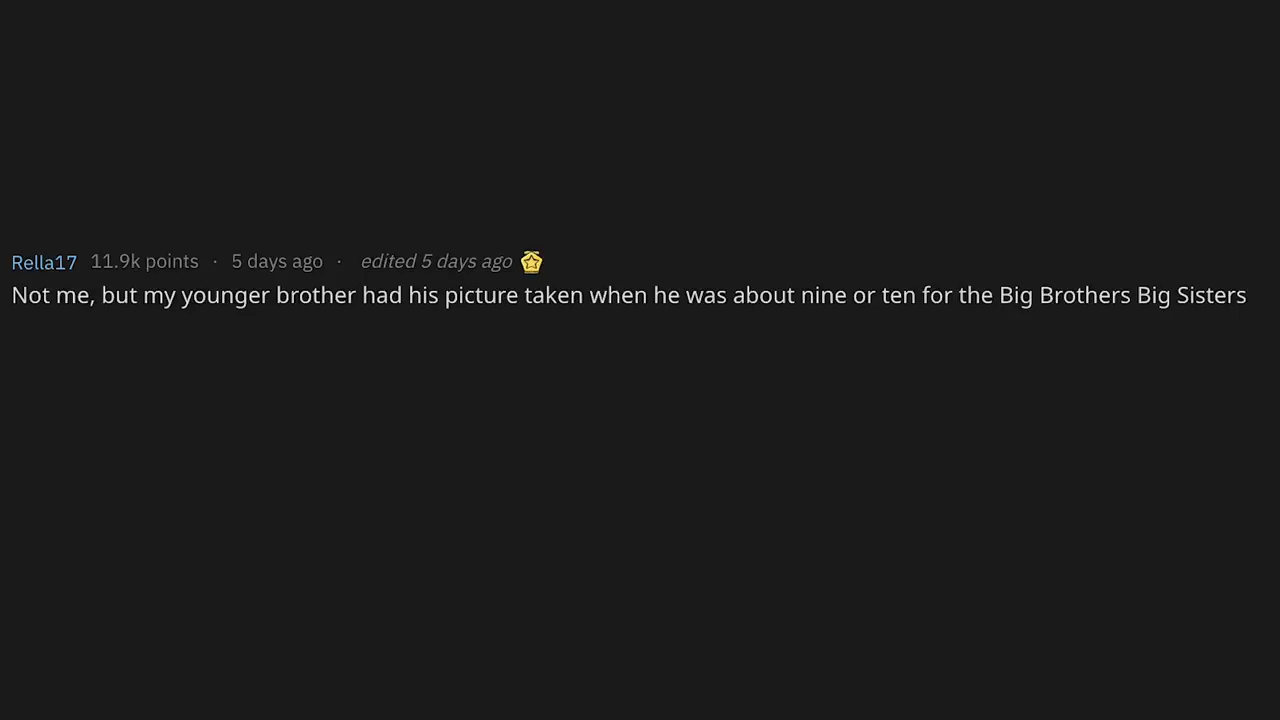 Rella17 11.9k points · 5 days ago · edited 5 days ago
Not me, but my younger brother had his picture taken when he was about nine or ten for the Big Brothers Big Sisters